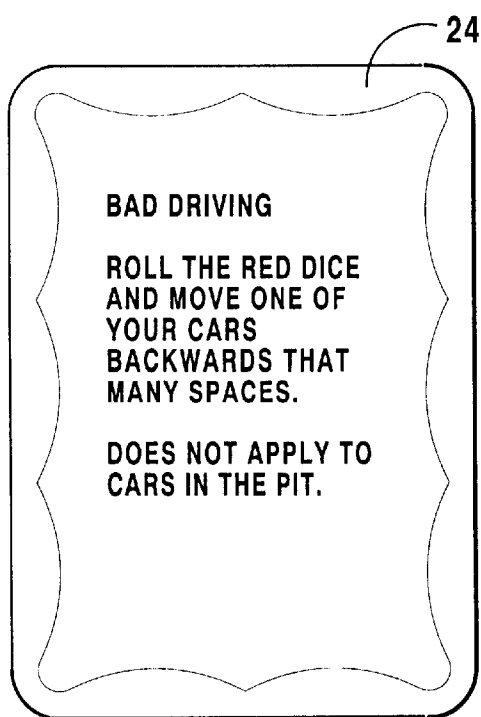 24
BAD DRIVING
ROLL THE RED DICE
AND MOVE ONE OF
YOUR CARS
BACKWARDS THAT
MANY SPACES.
DOES NOT APPLY TO
CARS IN THE PIT.